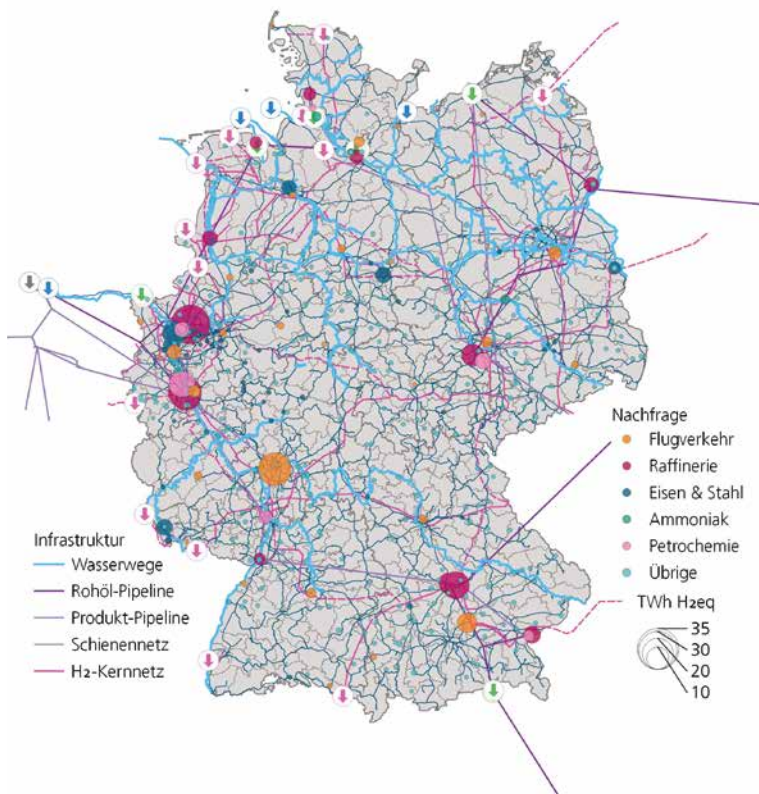 Nachfrage
Flugverkehr
Raffinerie
Eisen & Stahl
Ammoniak
Petrochemie
Übrige
TWh H2eq
35
30
20
10
Infrastruktur
Wasserwege
Rohöl-Pipeline
Produkt-Pipeline
Schienennetz
H2-Kernnetz